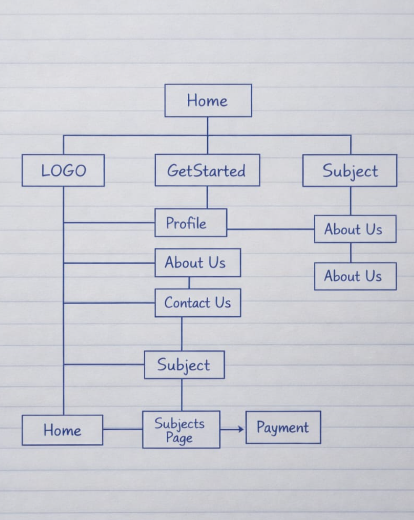 Home
LOGO
GetStarted
Subject
Profile
About Us
About Us
About Us
Contact Us
Subject
Home
Subjects
Page
Payment